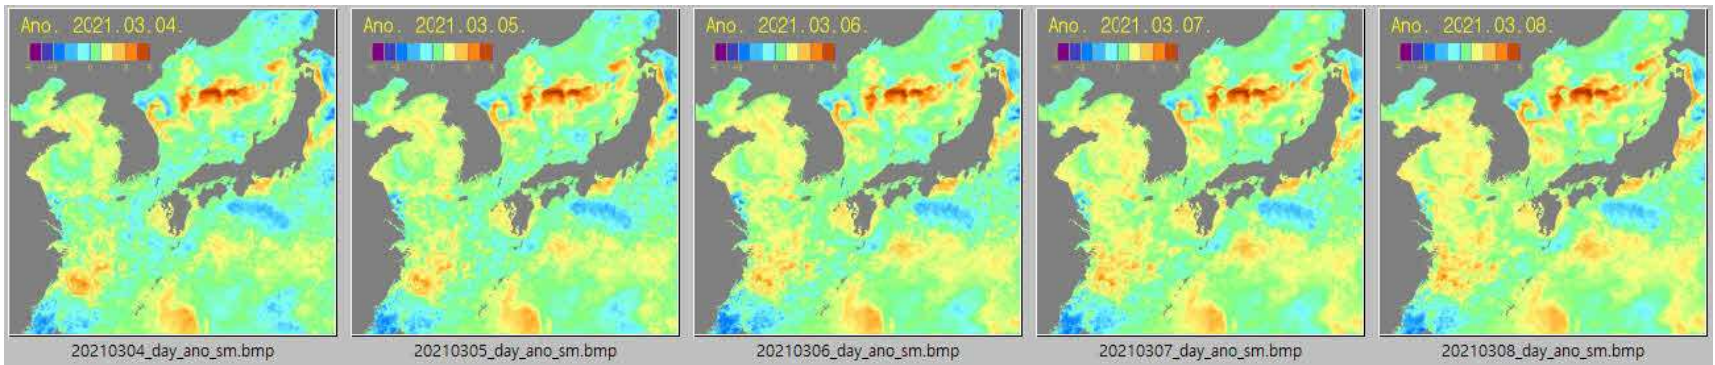 Ano. 2021.03.04.
Ano. 2021.03.05.
Ano. 2021.03.06.
Ano. 2021.03.07.
Ano. 2021.03.08.
20210304_day_ano_sm.bmp
20210305_day_ano_sm.bmp
20210306_day_ano_sm.bmp
20210307_day_ano_sm.bmp
20210308_day_ano_sm.bmp